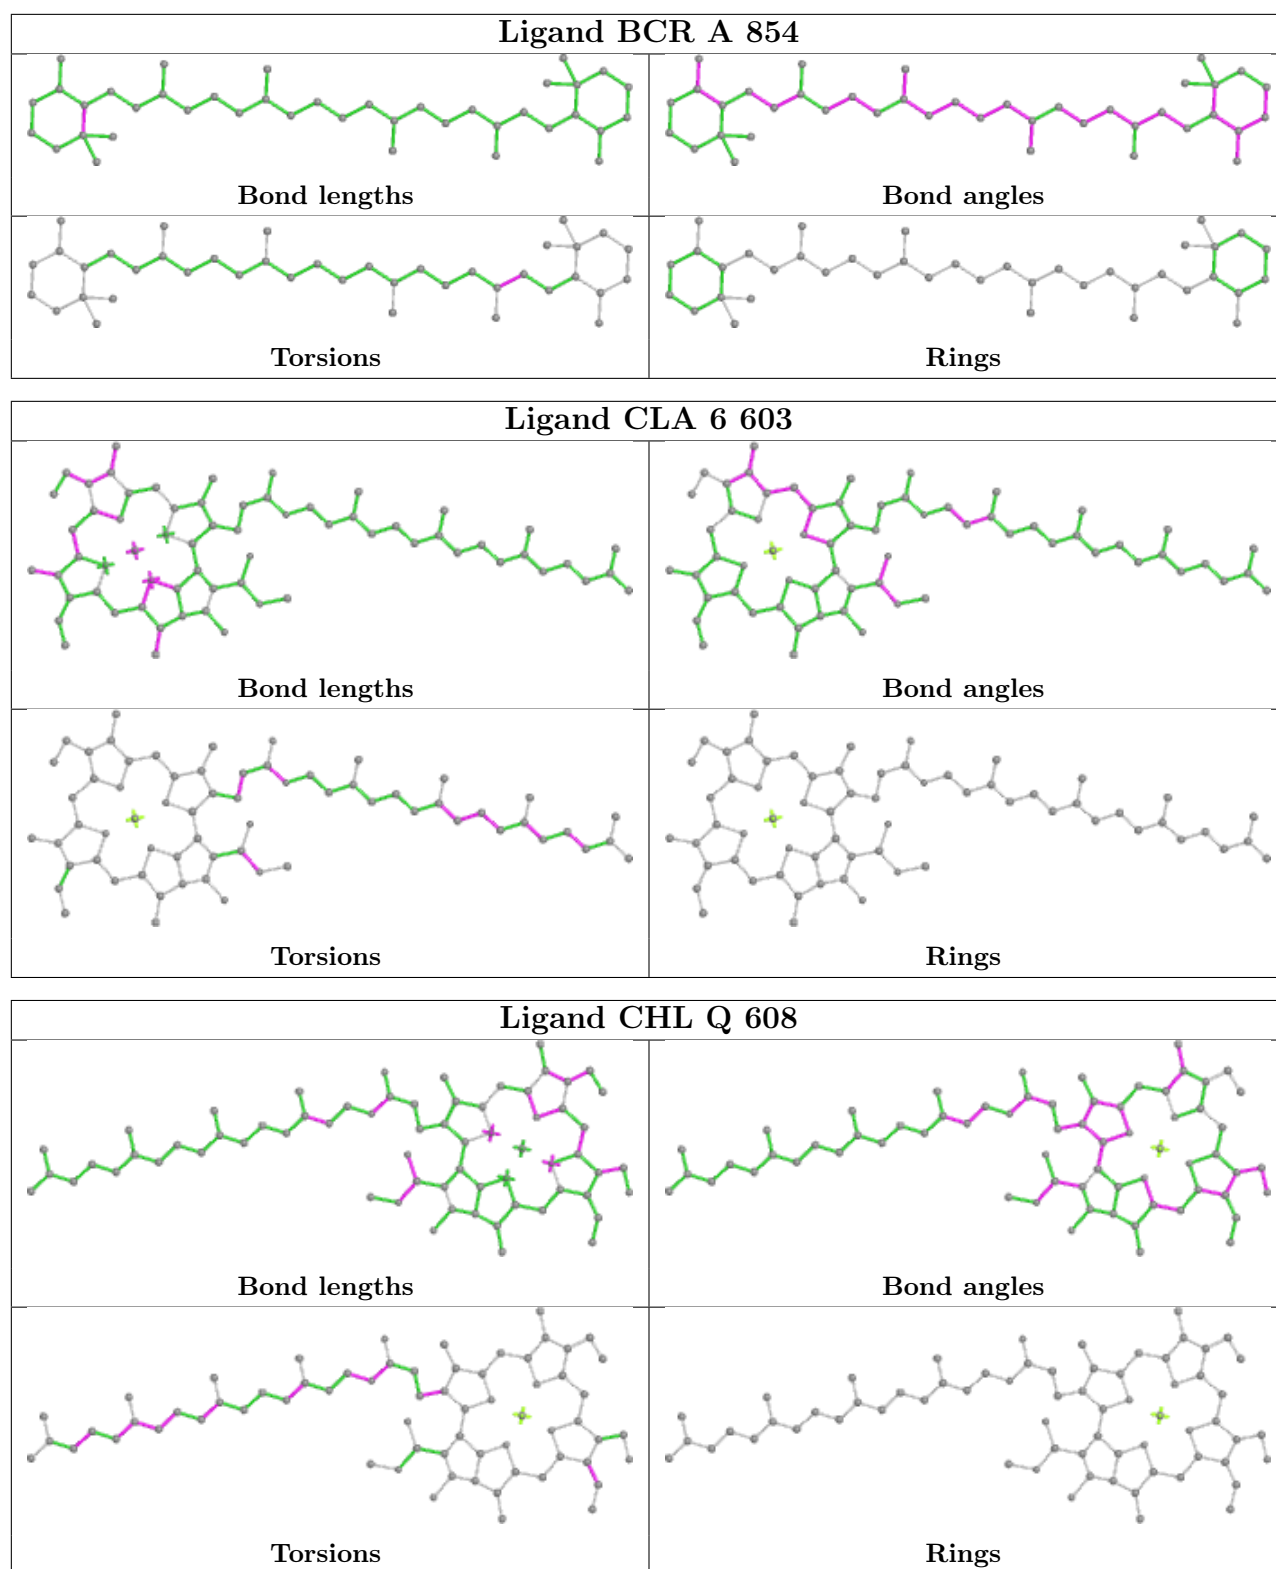 Ligand BCR A 854
Bond lengths
Bond angles
Torsions
Rings
Ligand CLA 6 603
Bond lengths
Bond angles
Torsions
Rings
Ligand CHL Q 608
Bond lengths
Bond angles
Torsions
Rings